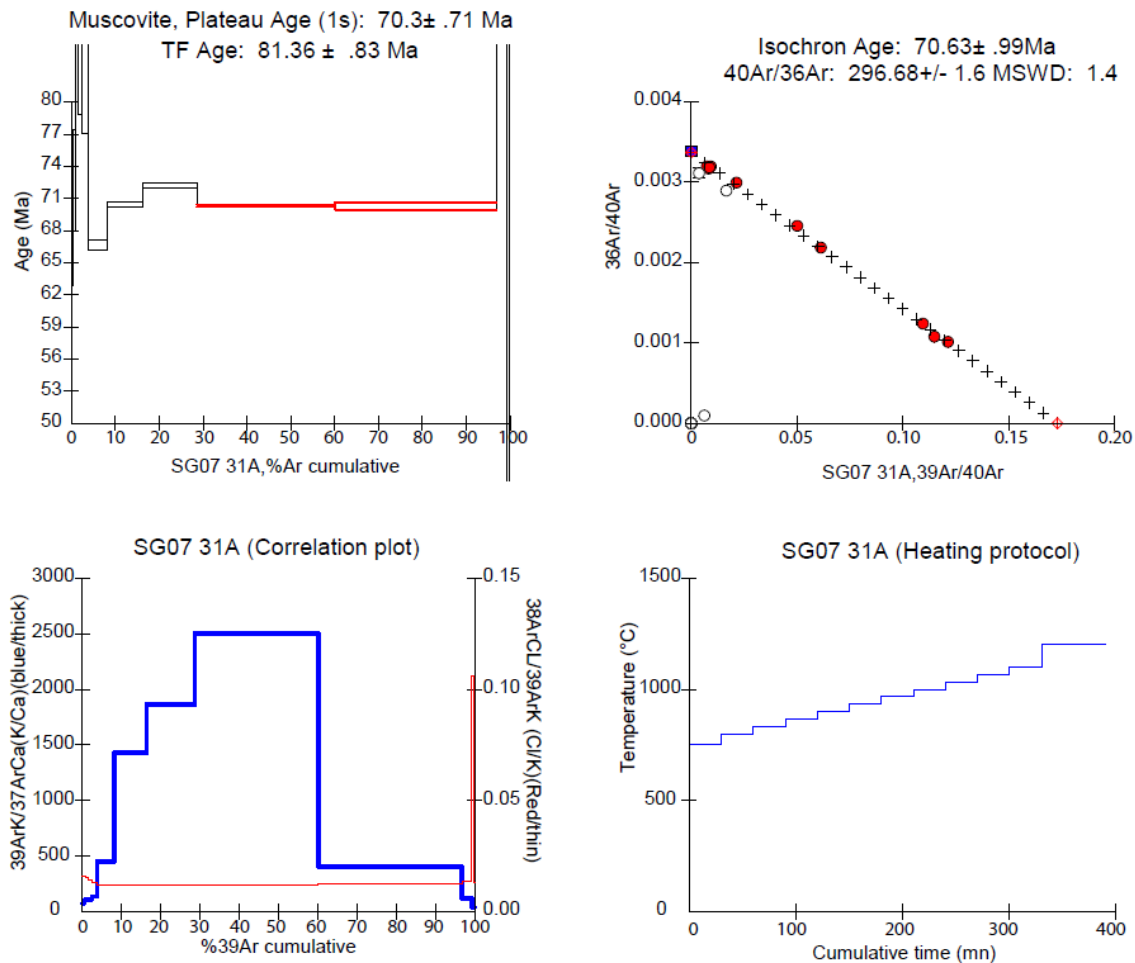 Muscovite, Plateau Age (1s):  70.3± .71 Ma
TF Age:  81.36 ±  .83 Ma
80
77
74
71
68
65
62
59
56
53
50
Age (Ma)
0 10 20 30 40 50 60 70 80 90 100
SG07 31A,%Ar cumulative
Isochron Age:  70.63± .99Ma
40Ar/36Ar:  296.68+/- 1.6 MSWD:  1.4
0.004
0.003
0.002
0.001
0.000
36Ar/40Ar
0 0.05 0.10 0.15 0.20
SG07 31A,39Ar/40Ar
SG07 31A (Correlation plot)
3000
2500
2000
1500
1000
500
0
39ArK/37ArCa(K/Ca)(blue/thick)
0.15
0.10
0.05
0.00
38ArCL/39ArK (Cl/K)(Red/thin)
0 10 20 30 40 50 60 70 80 90 100
%39Ar cumulative
SG07 31A (Heating protocol)
1500
1000
500
0
Temperature (°C)
0 100 200 300 400
Cumulative time (mn)